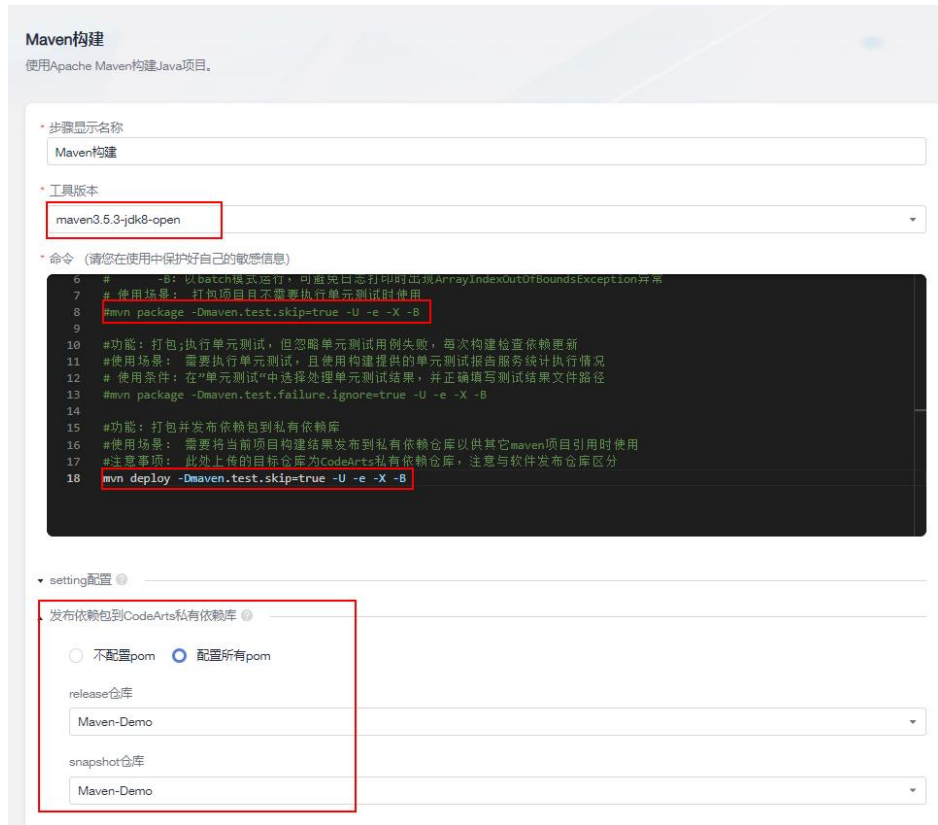 Maven构建
使用Apache Maven构建Java项目。
* 步骤显示名称
Maven构建
* 工具版本
maven3.5.3-jdk8-open
* 命令 (请您在使用中保护好自己的敏感信息)
6 # -B: 以batch模式运行，可避免日志打印时出现ArrayIndexOutOfBoundsException异常
7 # 使用场景： 打包项目且不需要执行单元测试时使用
8 #mvn package -Dmaven.test.skip=true -U -e -X -B
9
10 #功能: 打包;执行单元测试，但忽略单元测试用例失败，每次构建检查依赖更新
11 #使用场景： 需要执行单元测试，且使用构建提供的单元测试报告服务统计执行情况
12 # 使用条件：在”单元测试“中选择处理单元测试结果，并正确填写测试结果文件路径
13 #mvn package -Dmaven.test.failure.ignore=true -U -e -X -B
14
15 #功能: 打包并发布依赖包到私有依赖库
16 #使用场景： 需要将当前项目构建结果发布到私有依赖仓库以供其它maven项目引用时使用
17 #注意事项： 此处上传的目标仓库为CodeArts私有依赖仓库，注意与软件发布仓库区分
18 mvn deploy -Dmaven.test.skip=true -U -e -X -B
setting配置
发布依赖包到CodeArts私有依赖库
不配置pom 配置所有pom
release仓库
Maven-Demo
snapshot仓库
Maven-Demo